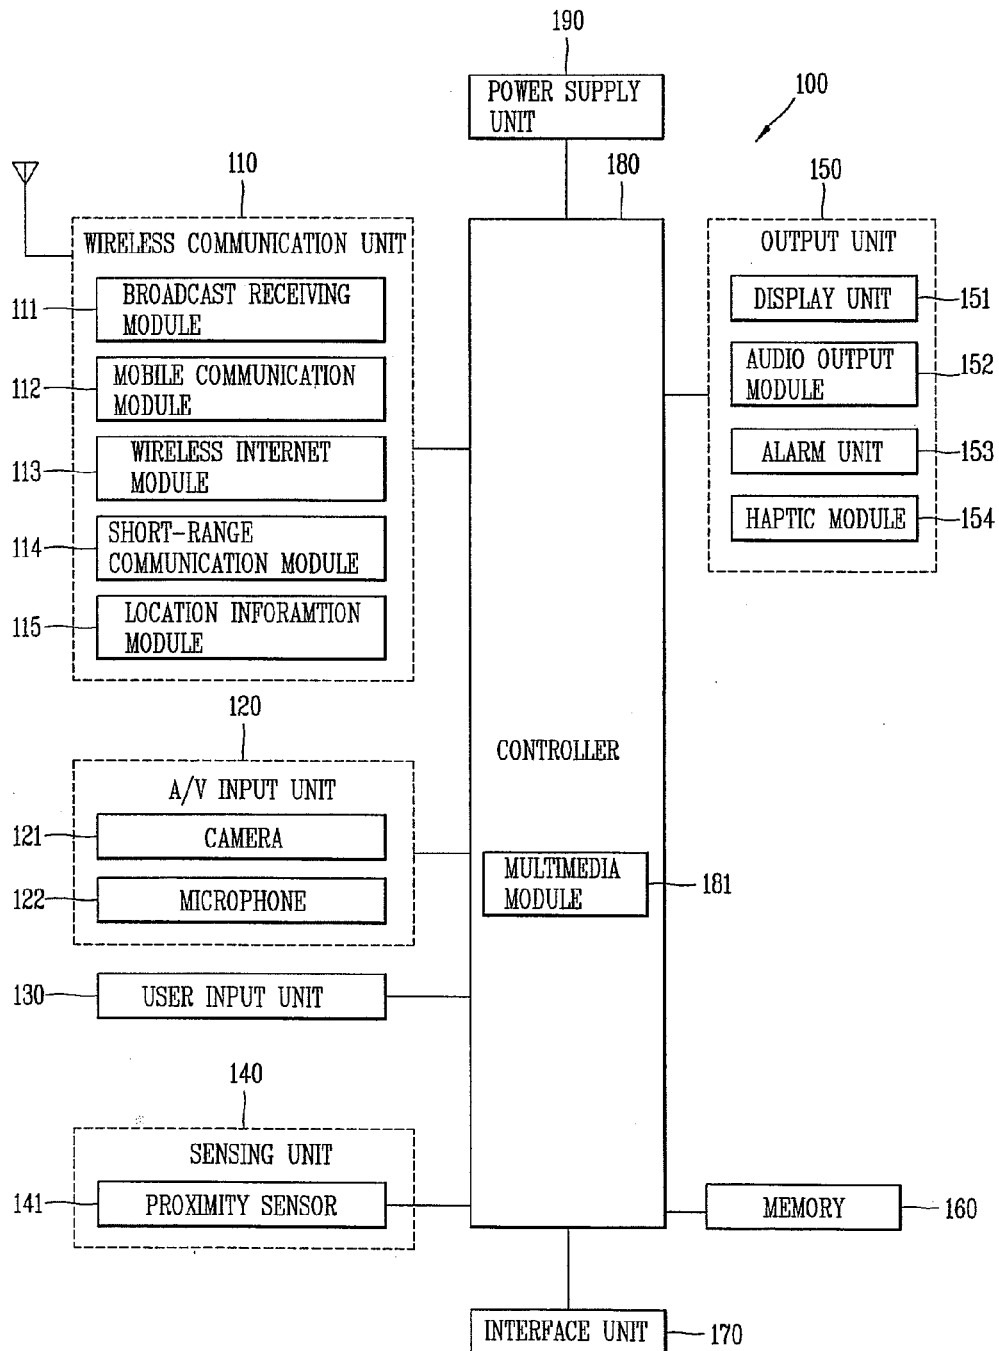 190
POWER SUPPLY
UNIT
100
110
180
150
WIRELESS COMMUNICATION UNIT
111
BROADCAST RECEIVING
MODULE
112
MOBILE COMMUNICATION
MODULE
113
WIRELESS INTERNET
MODULE
114
SHORT-RANGE
COMMUNICATION MODULE
115
LOCATION INFORAMTION
MODULE
OUTPUT UNIT
DISPLAY UNIT
151
AUDIO OUTPUT
MODULE
152
ALARM UNIT
153
HAPTIC MODULE
154
120
A/V INPUT UNIT
121
CAMERA
122
MICROPHONE
CONTROLLER
MULTIMEDIA
MODULE
181
130
USER INPUT UNIT
140
SENSING UNIT
141
PROXIMITY SENSOR
MEMORY
160
INTERFACE UNIT
170